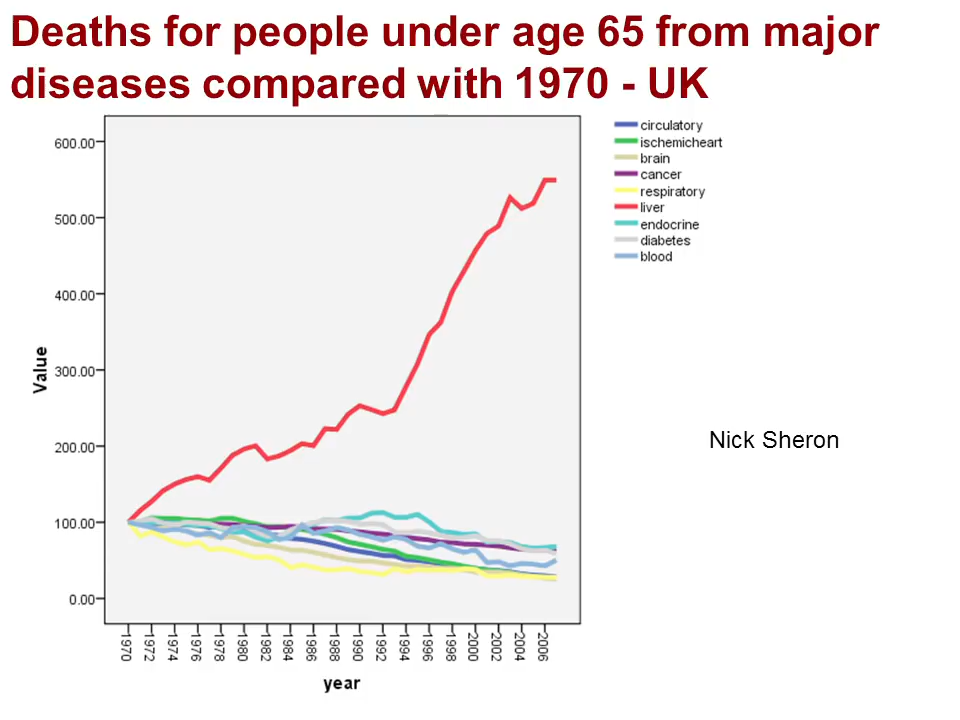 Deaths for people under age 65 from major
diseases compared with 1970 - UK
600.00
500.00
400.00
300.00
200.00
100.00
0.00
Value
1970
1972
1974
1976
1978
1980
1982
1984
1986
1988
1990
1992
1994
1996
1998
2000
2002
2004
2006
year
circulatory
ischemicheart
brain
cancer
respiratory
liver
endocrine
diabetes
blood
Nick Sheron